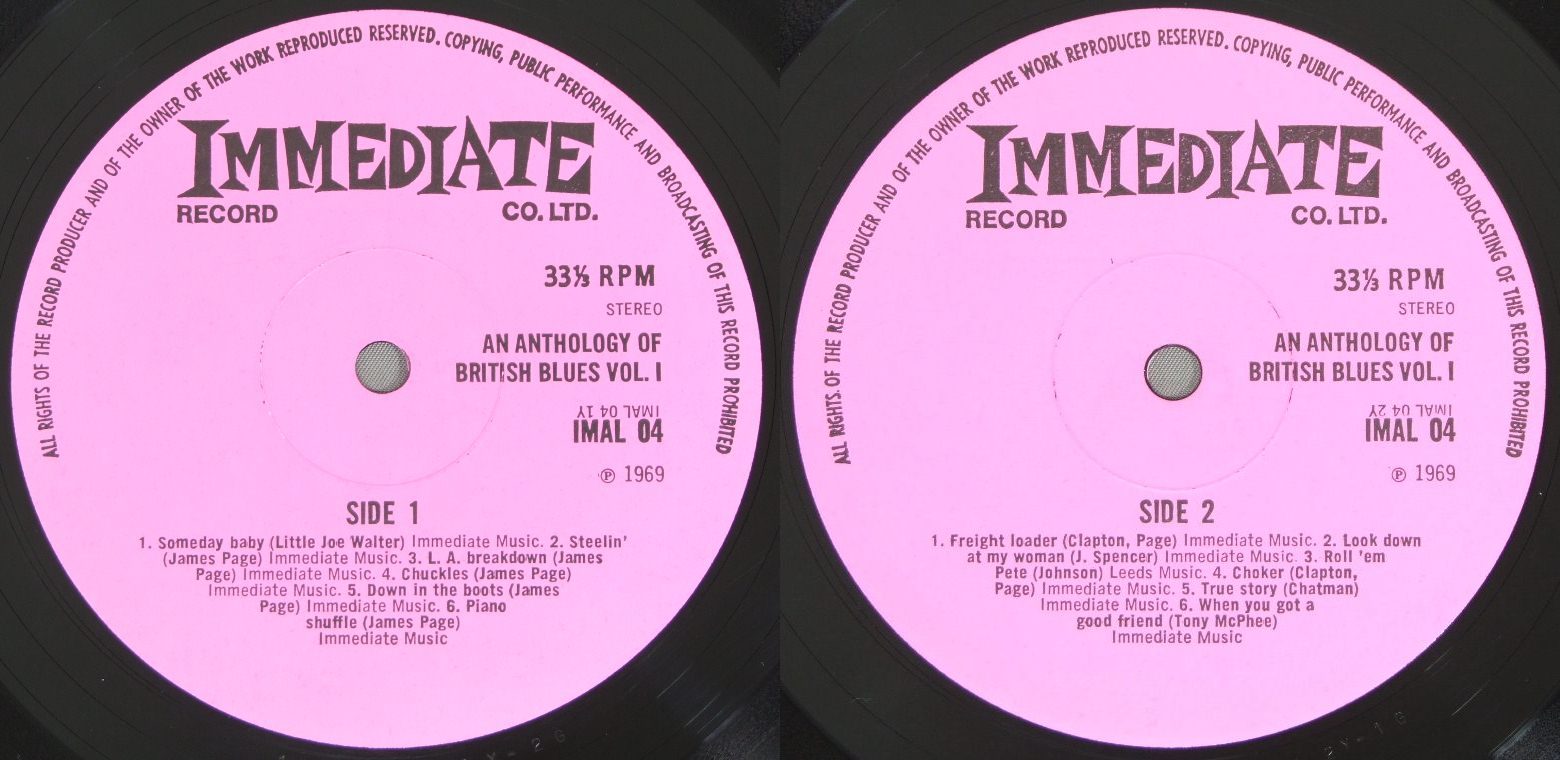 ALL RIGHTS OF THE RECORD PRODUCER AND OF THE OWNER OF THE WORK REPRODUCED RESERVED. COPYING, PUBLIC PERFORMANCE AND BROADCASTING OF THIS RECORD PROHIBITED
IMMEDIATE
RECORD CO. LTD.
33⅓ RPM
STEREO
AN ANTHOLOGY OF
BRITISH BLUES VOL. I
IMAL 04 1Y
IMAL 04
℗ 1969
SIDE 1
1. Someday baby (Little Joe Walter) Immediate Music. 2. Steelin'
(James Page) Immediate Music. 3. L. A. breakdown (James
Page) Immediate Music. 4. Chuckles (James Page)
Immediate Music. 5. Down in the boots (James
Page) Immediate Music. 6. Piano
shuffle (James Page)
Immediate Music
ALL RIGHTS OF THE RECORD PRODUCER AND OF THE OWNER OF THE WORK REPRODUCED RESERVED. COPYING, PUBLIC PERFORMANCE AND BROADCASTING OF THIS RECORD PROHIBITED
IMMEDIATE
RECORD CO. LTD.
33⅓ RPM
STEREO
AN ANTHOLOGY OF
BRITISH BLUES VOL. I
IMAL 04 2Y
IMAL 04
℗ 1969
SIDE 2
1. Freight loader (Clapton, Page) Immediate Music. 2. Look down
at my woman (J. Spencer) Immediate Music. 3. Roll 'em
Pete (Johnson) Leeds Music. 4. Choker (Clapton,
Page) Immediate Music. 5. True story (Chatman)
Immediate Music. 6. When you got a
good friend (Tony McPhee)
Immediate Music